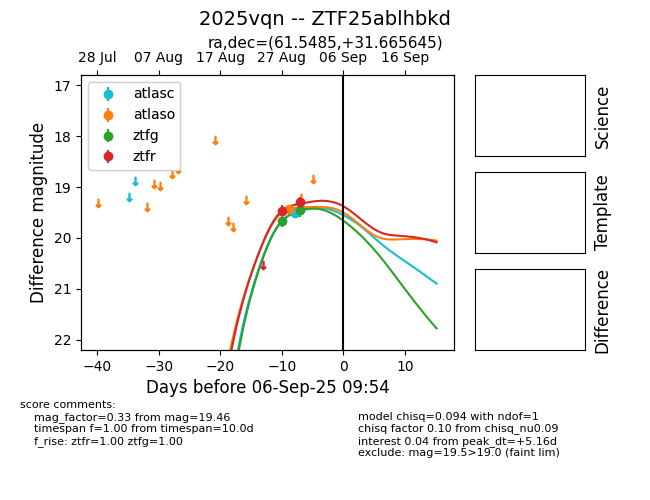 2025vqn -- ZTF25ablhbkd
ra,dec=(61.5485,+31.665645)
28 Jul 07 Aug 17 Aug 27 Aug 06 Sep 16 Sep
atlasc
atlaso
ztfg
ztfr
17
18
19
20
21
22
Difference magnitude
−40 −30 −20 −10 0 10
Days before 06-Sep-25 09:54
Science
Template
Difference
score comments:
mag_factor=0.33 from mag=19.46
timespan f=1.00 from timespan=10.0d
f_rise: ztfr=1.00 ztfg=1.00
model chisq=0.094 with ndof=1
chisq factor 0.10 from chisq_nu0.09
interest 0.04 from peak_dt=+5.16d
exclude: mag=19.5>19.0 (faint lim)